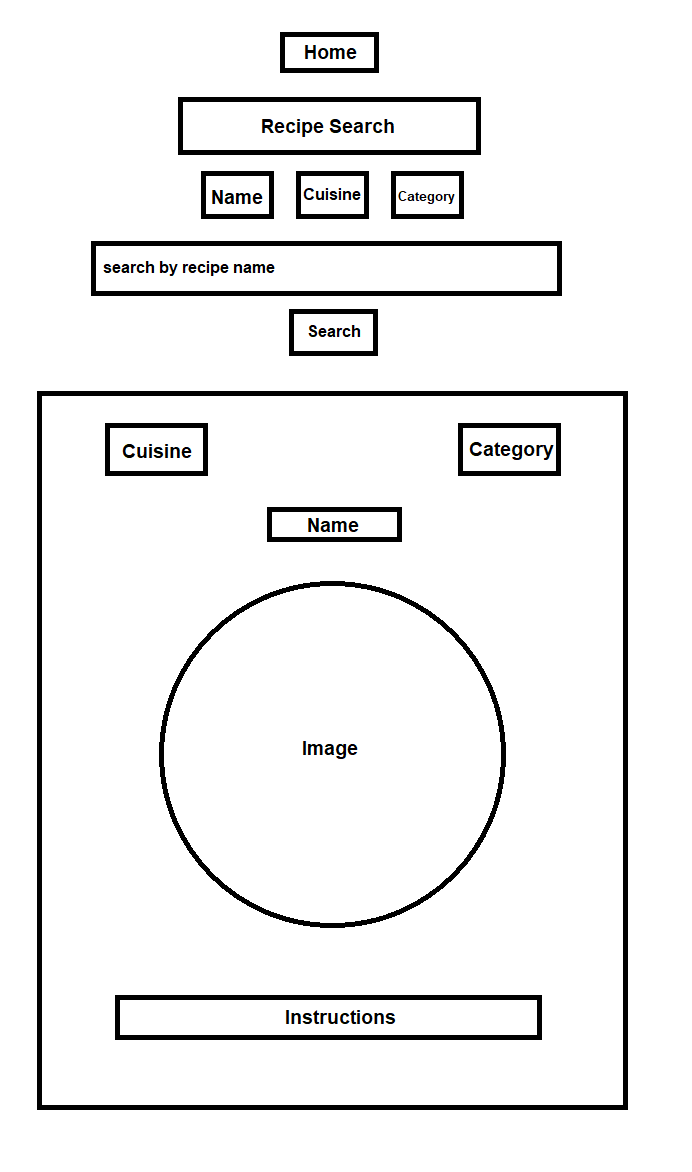 Home
Recipe Search
Name
Cuisine
Category
search by recipe name
Search
Cuisine
Category
Name
Image
Instructions